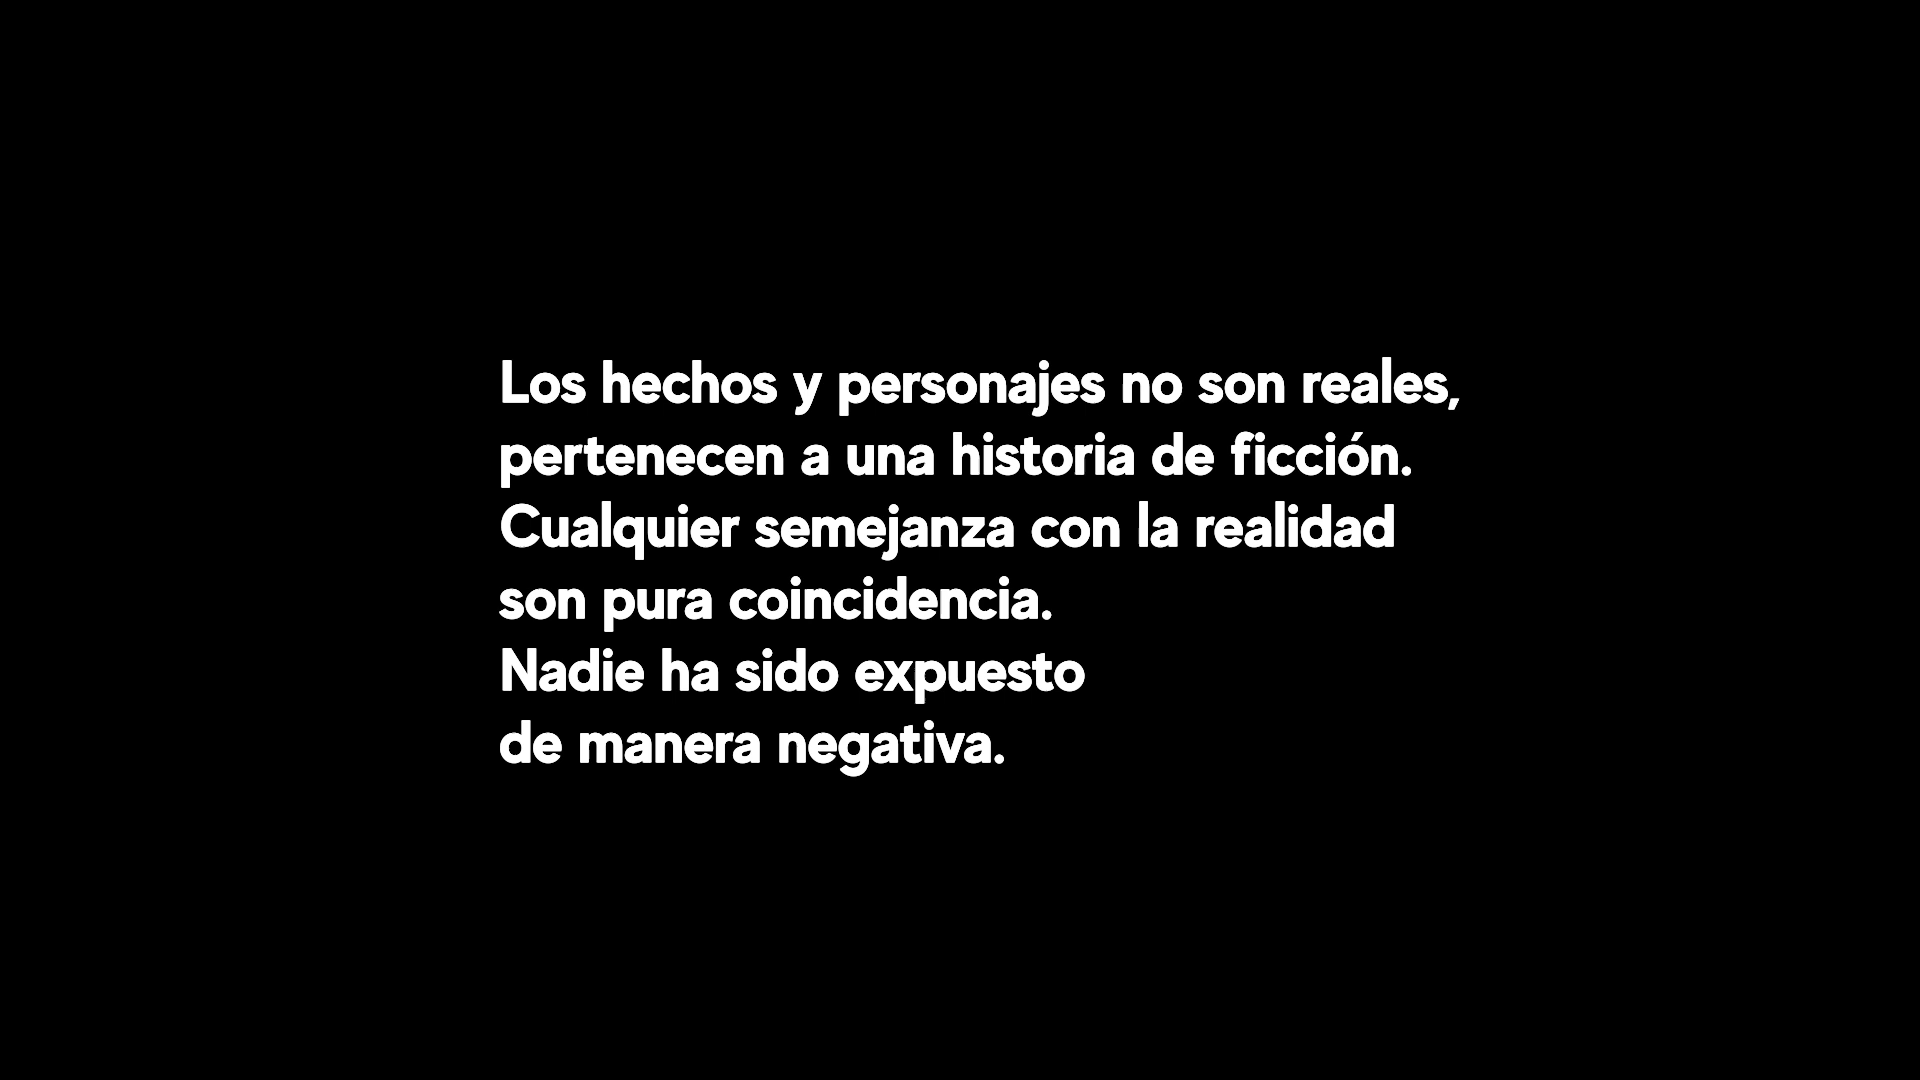 Los hechos y personajes no son reales,
pertenecen a una historia de ficción.
Cualquier semejanza con la realidad
son pura coincidencia.
Nadie ha sido expuesto
de manera negativa.